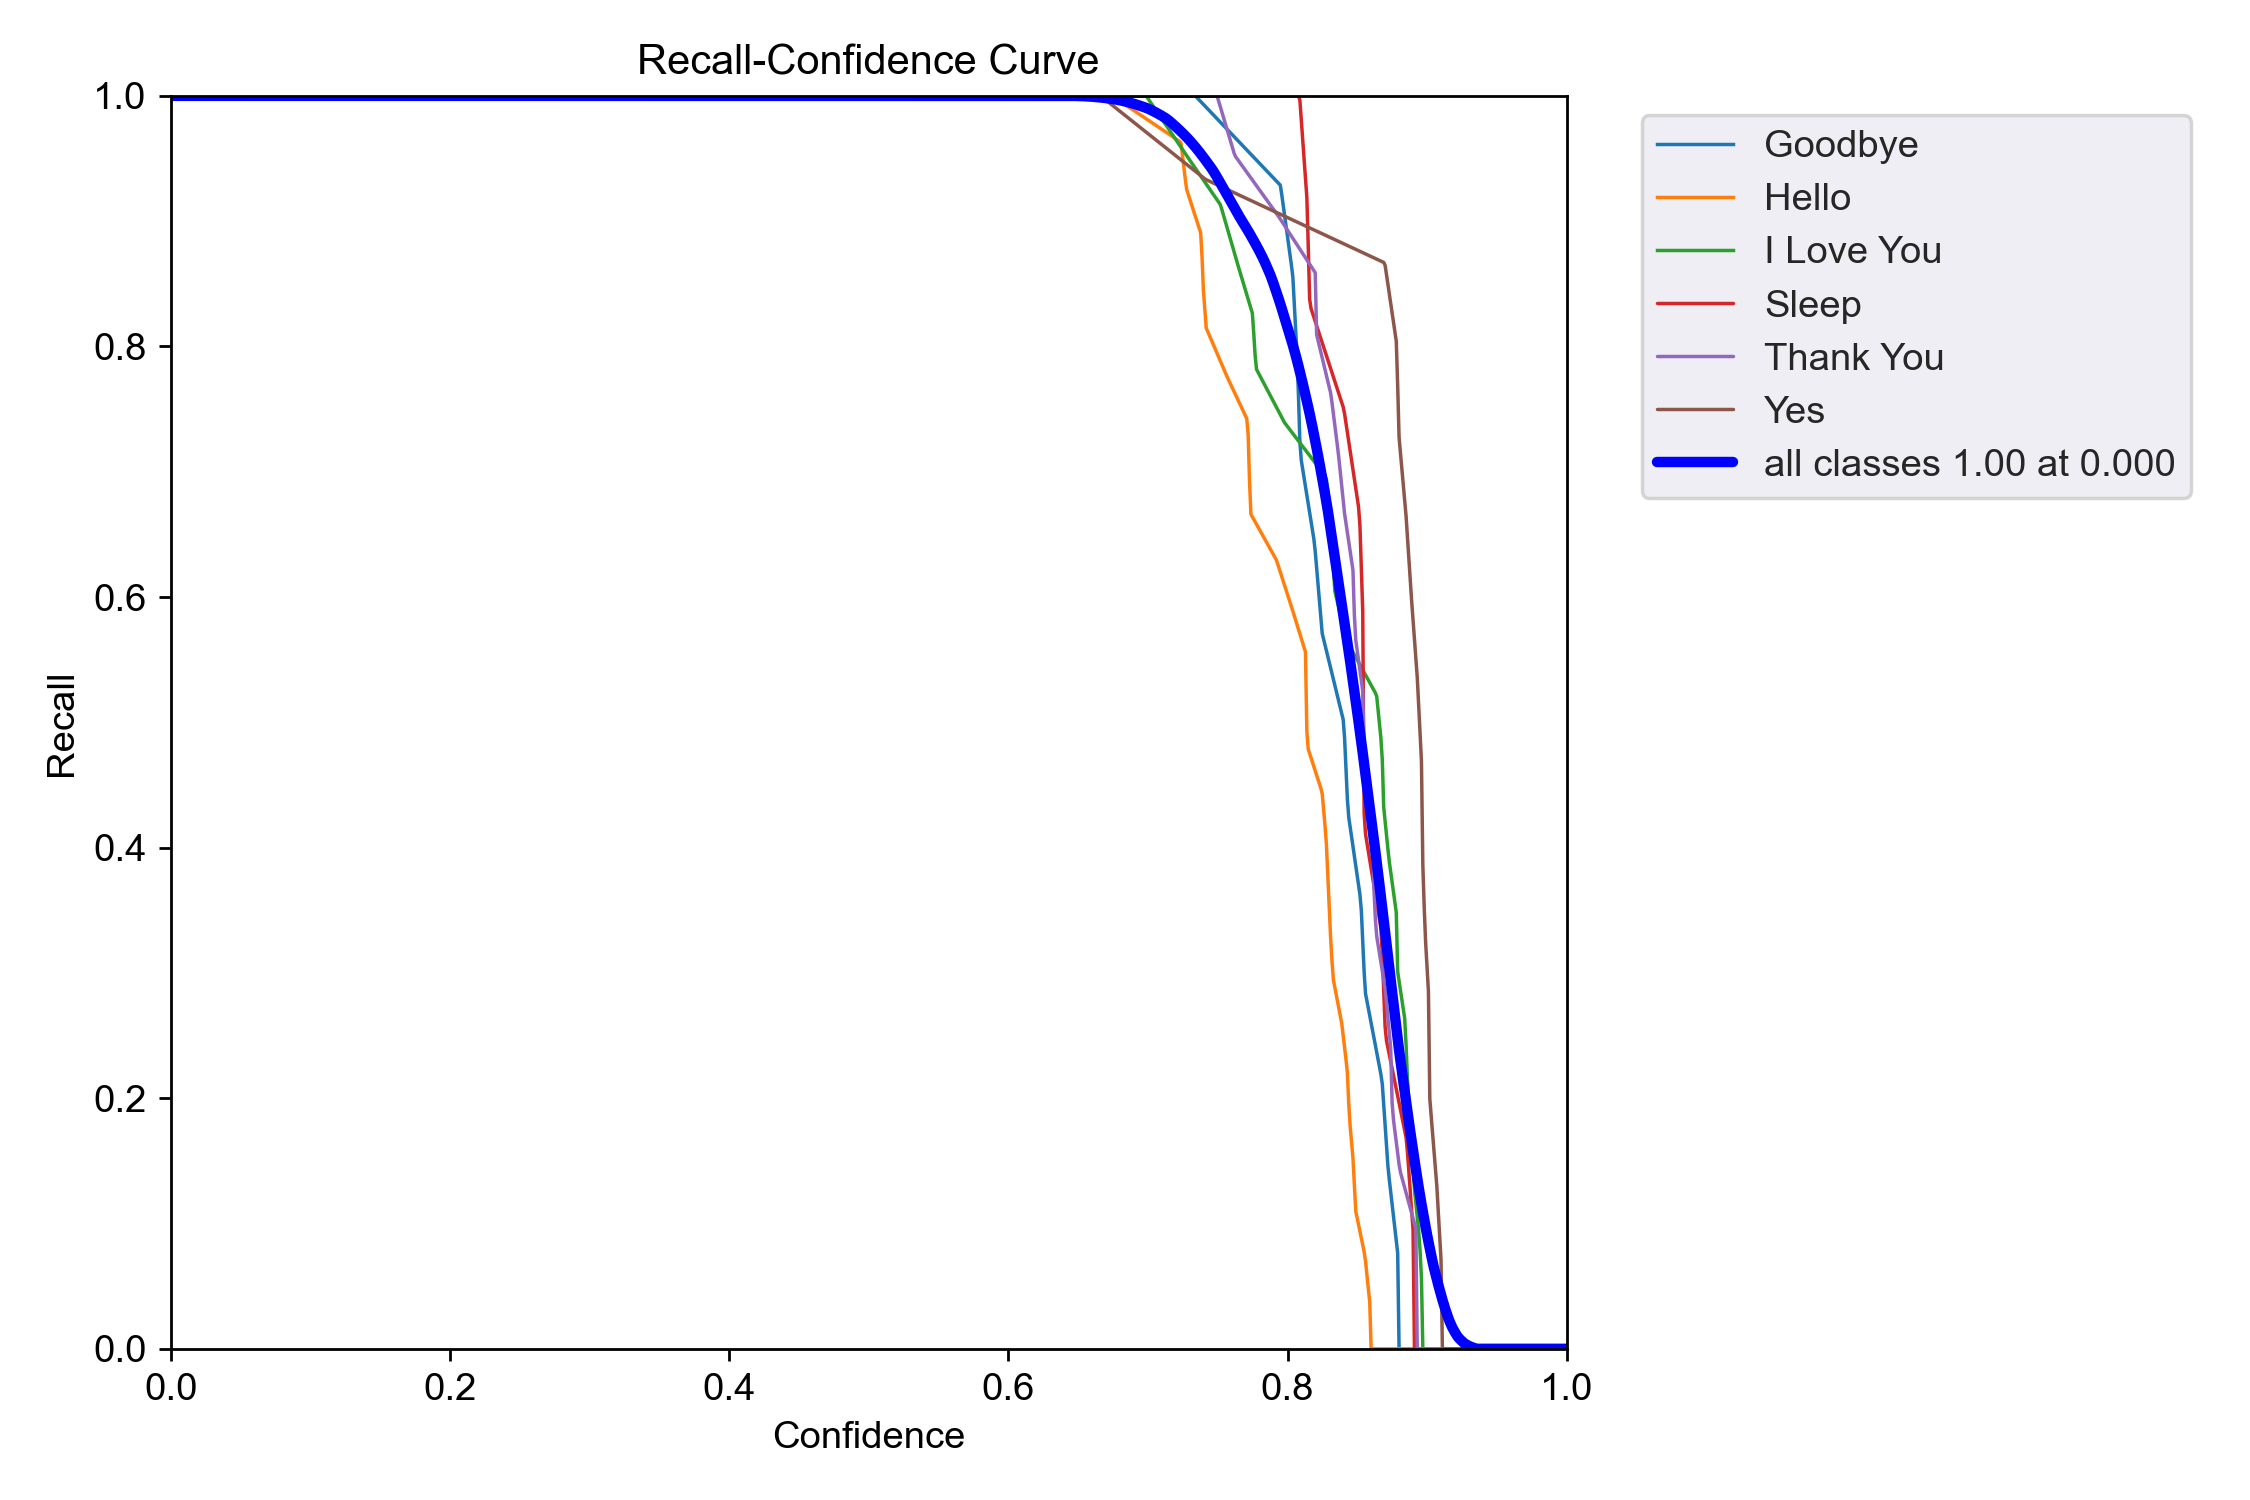 Recall-Confidence Curve
1.0
0.8
0.6
0.4
0.2
0.0
Recall
0.0 0.2 0.4 0.6 0.8 1.0
Confidence
Goodbye
Hello
I Love You
Sleep
Thank You
Yes
all classes 1.00 at 0.000